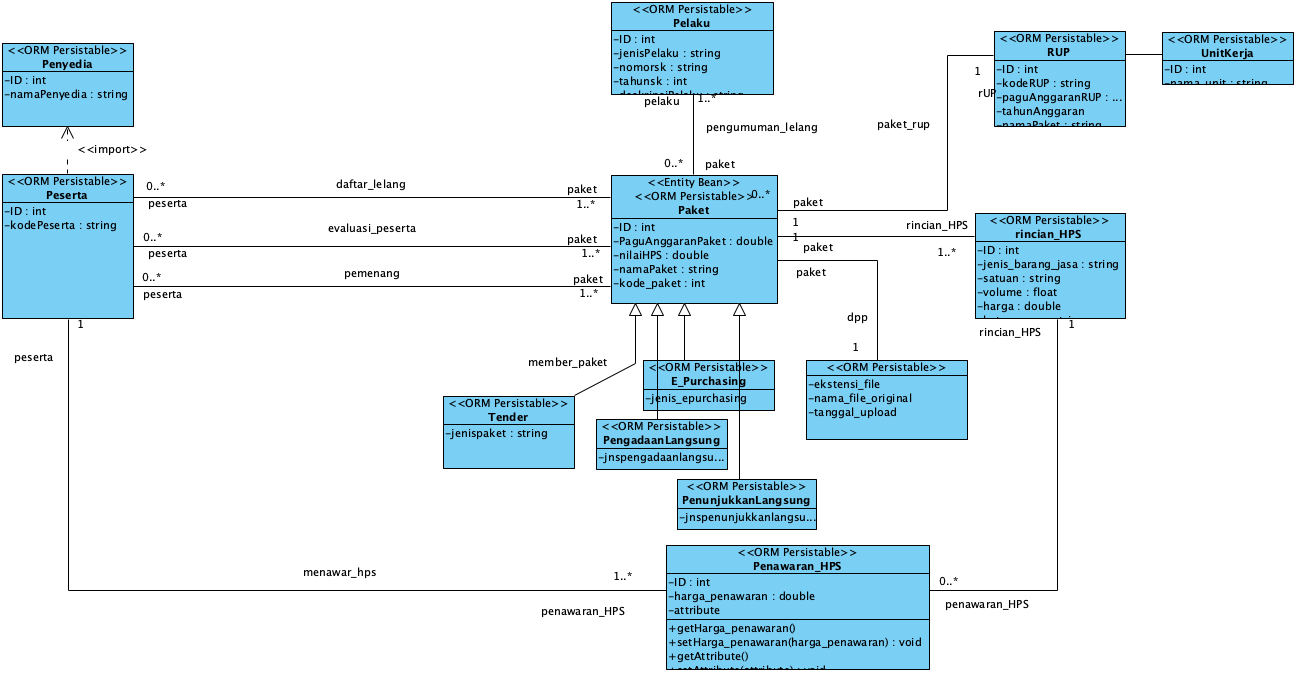 <<ORM Persistable>>
Pelaku
-ID : int
-jenisPelaku : string
-nomorsk : string
-tahunsk : int
<<ORM Persistable>>
Penyedia
-ID : int
-namaPenyedia : string
<<ORM Persistable>>
RUP
-ID : int
-kodeRUP : string
-paguAnggaranRUP : ...
-tahunAnggaran
-namaPaket : string
<<ORM Persistable>>
UnitKerja
-ID : int
-nama_unit : string
1
rUP
pelaku
1..*
pengumuman_lelang
paket_rup
<<import>>
0..*
paket
<<ORM Persistable>>
Peserta
-ID : int
-kodePeserta : string
0..*
peserta
daftar_lelang
paket
1..*
0..*
peserta
evaluasi_peserta
paket
1..*
0..*
peserta
pemenang
paket
1..*
<<Entity Bean>>
<<ORM Persistable>>
0..*
Paket
-ID : int
-PaguAnggaranPaket : double
-nilaiHPS : double
-namaPaket : string
-kode_paket : int
paket
1
1
paket
rincian_HPS
1..*
paket
<<ORM Persistable>>
rincian_HPS
-ID : int
-jenis_barang_jasa : string
-satuan : string
-volume : float
-harga : double
dpp
1
1
rincian_HPS
1
peserta
member_paket
<<ORM Persistable>>
E_Purchasing
-jenis_epurchasing
<<ORM Persistable>>
-ekstensi_file
-nama_file_original
-tanggal_upload
<<ORM Persistable>>
Tender
-jenispaket : string
<<ORM Persistable>>
PengadaanLangsung
-jnspengadaanlangsu...
<<ORM Persistable>>
PenunjukkanLangsung
-jnspenunjukkanlangsu...
menawar_hps
1..*
penawaran_HPS
<<ORM Persistable>>
Penawaran_HPS
-ID : int
-harga_penawaran : double
-attribute
+getHarga_penawaran()
+setHarga_penawaran(harga_penawaran) : void
+getAttribute()
+setAttribute(attribute) : void
0..*
penawaran_HPS